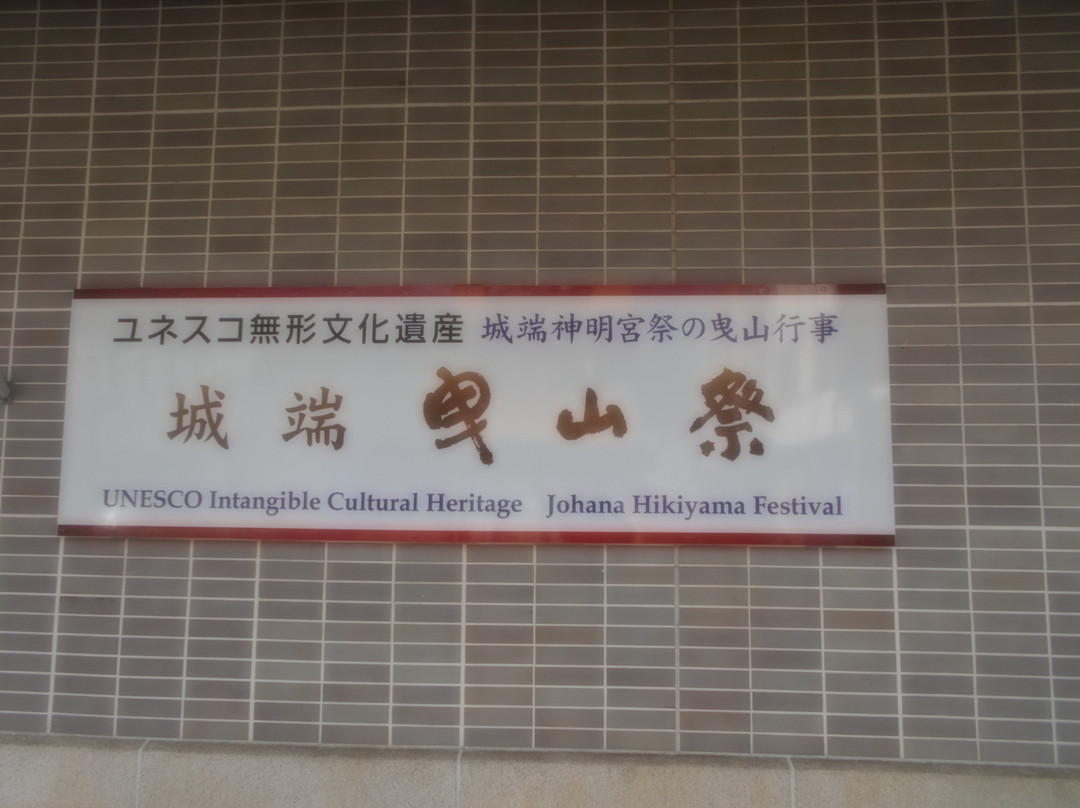 ユネスコ無形文化遺産 城端神明宮祭の曳山行事
城端曳山祭
UNESCO Intangible Cultural Heritage Johana Hikiyama Festival